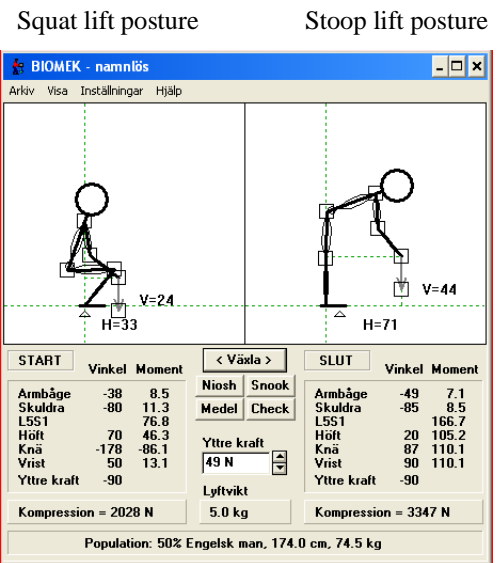 Squat lift posture Stoop lift posture
BIOMEK - namnlös
Arkiv Visa Inställningar Hjälp
V=24
H=33
V=44
H=71
START Vinkel Moment
Armbåge -38 8.5
Skuldra -80 11.3
L5S1 76.8
Höft 70 46.3
Knä -178 -86.1
Vrist 50 13.1
Yttre kraft -90
Kompression = 2028 N
< Växla >
Niosh Snook
Medel Check
Yttre kraft
49 N
Lyftvikt
5.0 kg
SLUT Vinkel Moment
Armbåge -49 7.1
Skuldra -85 8.5
L5S1 166.7
Höft 20 105.2
Knä 87 110.1
Vrist 90 110.1
Yttre kraft -90
Kompression = 3347 N
Population: 50% Engelsk man, 174.0 cm, 74.5 kg